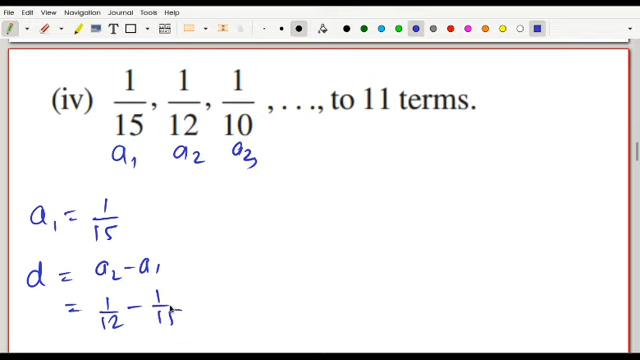 File Edit View Journal Tools Help
(iv) 1/15, 1/12, 1/10, ..., to 11 terms.
a₁ a₂ a₃
a₁ = 1/15
d = a₂ - a₁
= 1/12 - 1/15